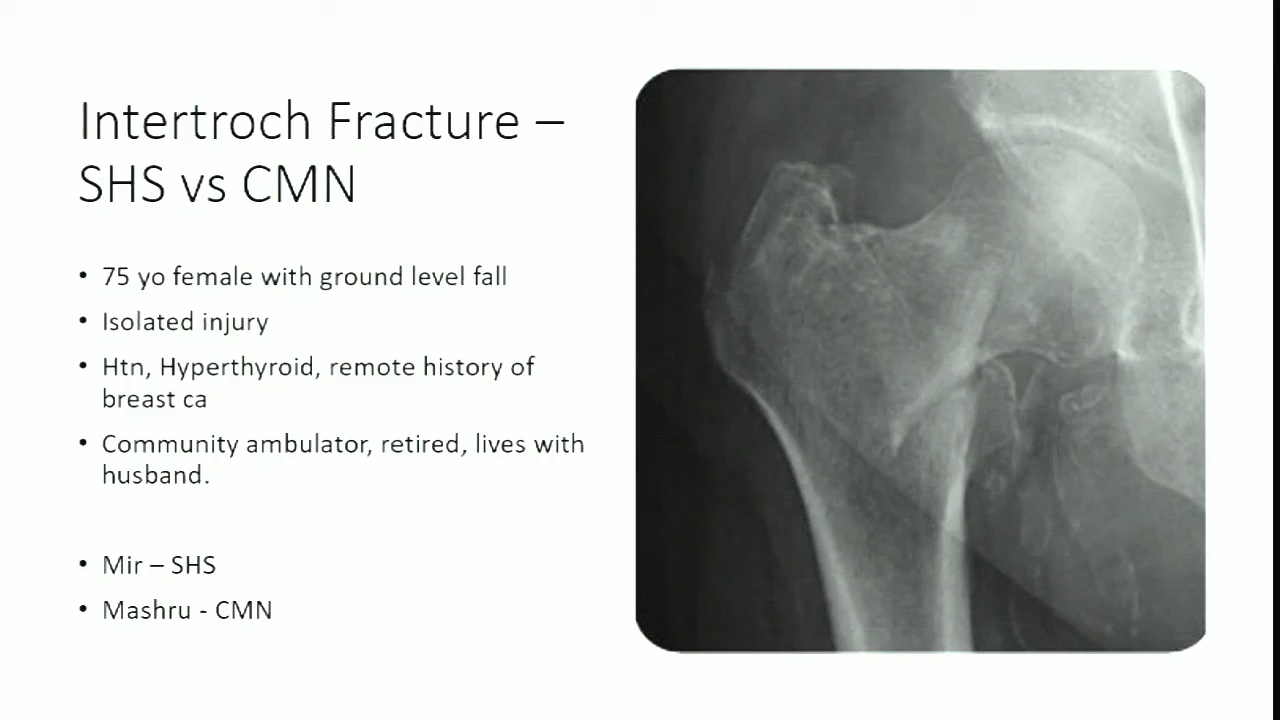 Intertroch Fracture –
SHS vs CMN
• 75 yo female with ground level fall
• Isolated injury
• Htn, Hyperthyroid, remote history of
breast ca
• Community ambulator, retired, lives with
husband.
• Mir – SHS
• Mashru - CMN